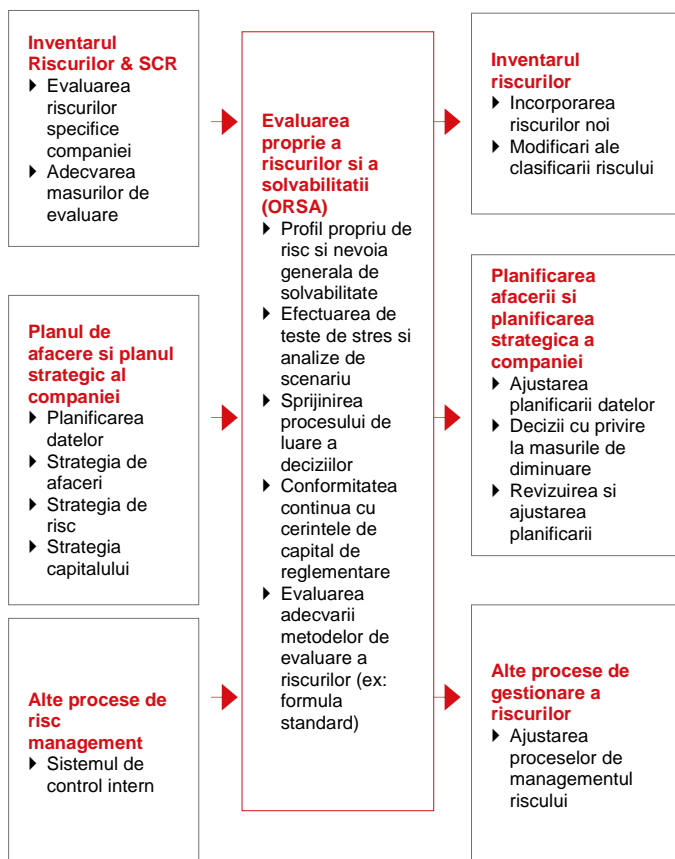 Inventarul
Riscurilor & SCR
Evaluarea
riscurilor
specifice
companiei
Adecvarea
masurilor de
evaluare
Planul de
afacere si planul
strategic al
companiei
Planificarea
datelor
Strategia de
afaceri
Strategia de
risc
Strategia
capitalului
Alte procese de
risc
management
Sistemul de
control intern
Evaluarea
proprie a
riscurilor si a
solvabilitatii
(ORSA)
Profil propriu de
risc si nevoia
generala de
solvabilitate
Efectuarea de
teste de stres si
analize de
scenariu
Sprijinirea
procesului de
luare a
deciziilor
Conformitatea
continua cu
cerintele de
capital de
reglementare
Evaluarea
adecvarii
metodelor de
evaluare a
riscurilor (ex:
formula
standard)
Inventarul
riscurilor
Incorporarea
riscurilor noi
Modificari ale
clasificarii riscului
Planificarea
afacerii si
planificarea
strategica a
companiei
Ajustarea
planificarii datelor
Decizii cu privire
la masurile de
diminuare
Revizuirea si
ajustarea
planificarii
Alte procese de
gestionare a
riscurilor
Ajustarea
proceselor de
managementul
riscului